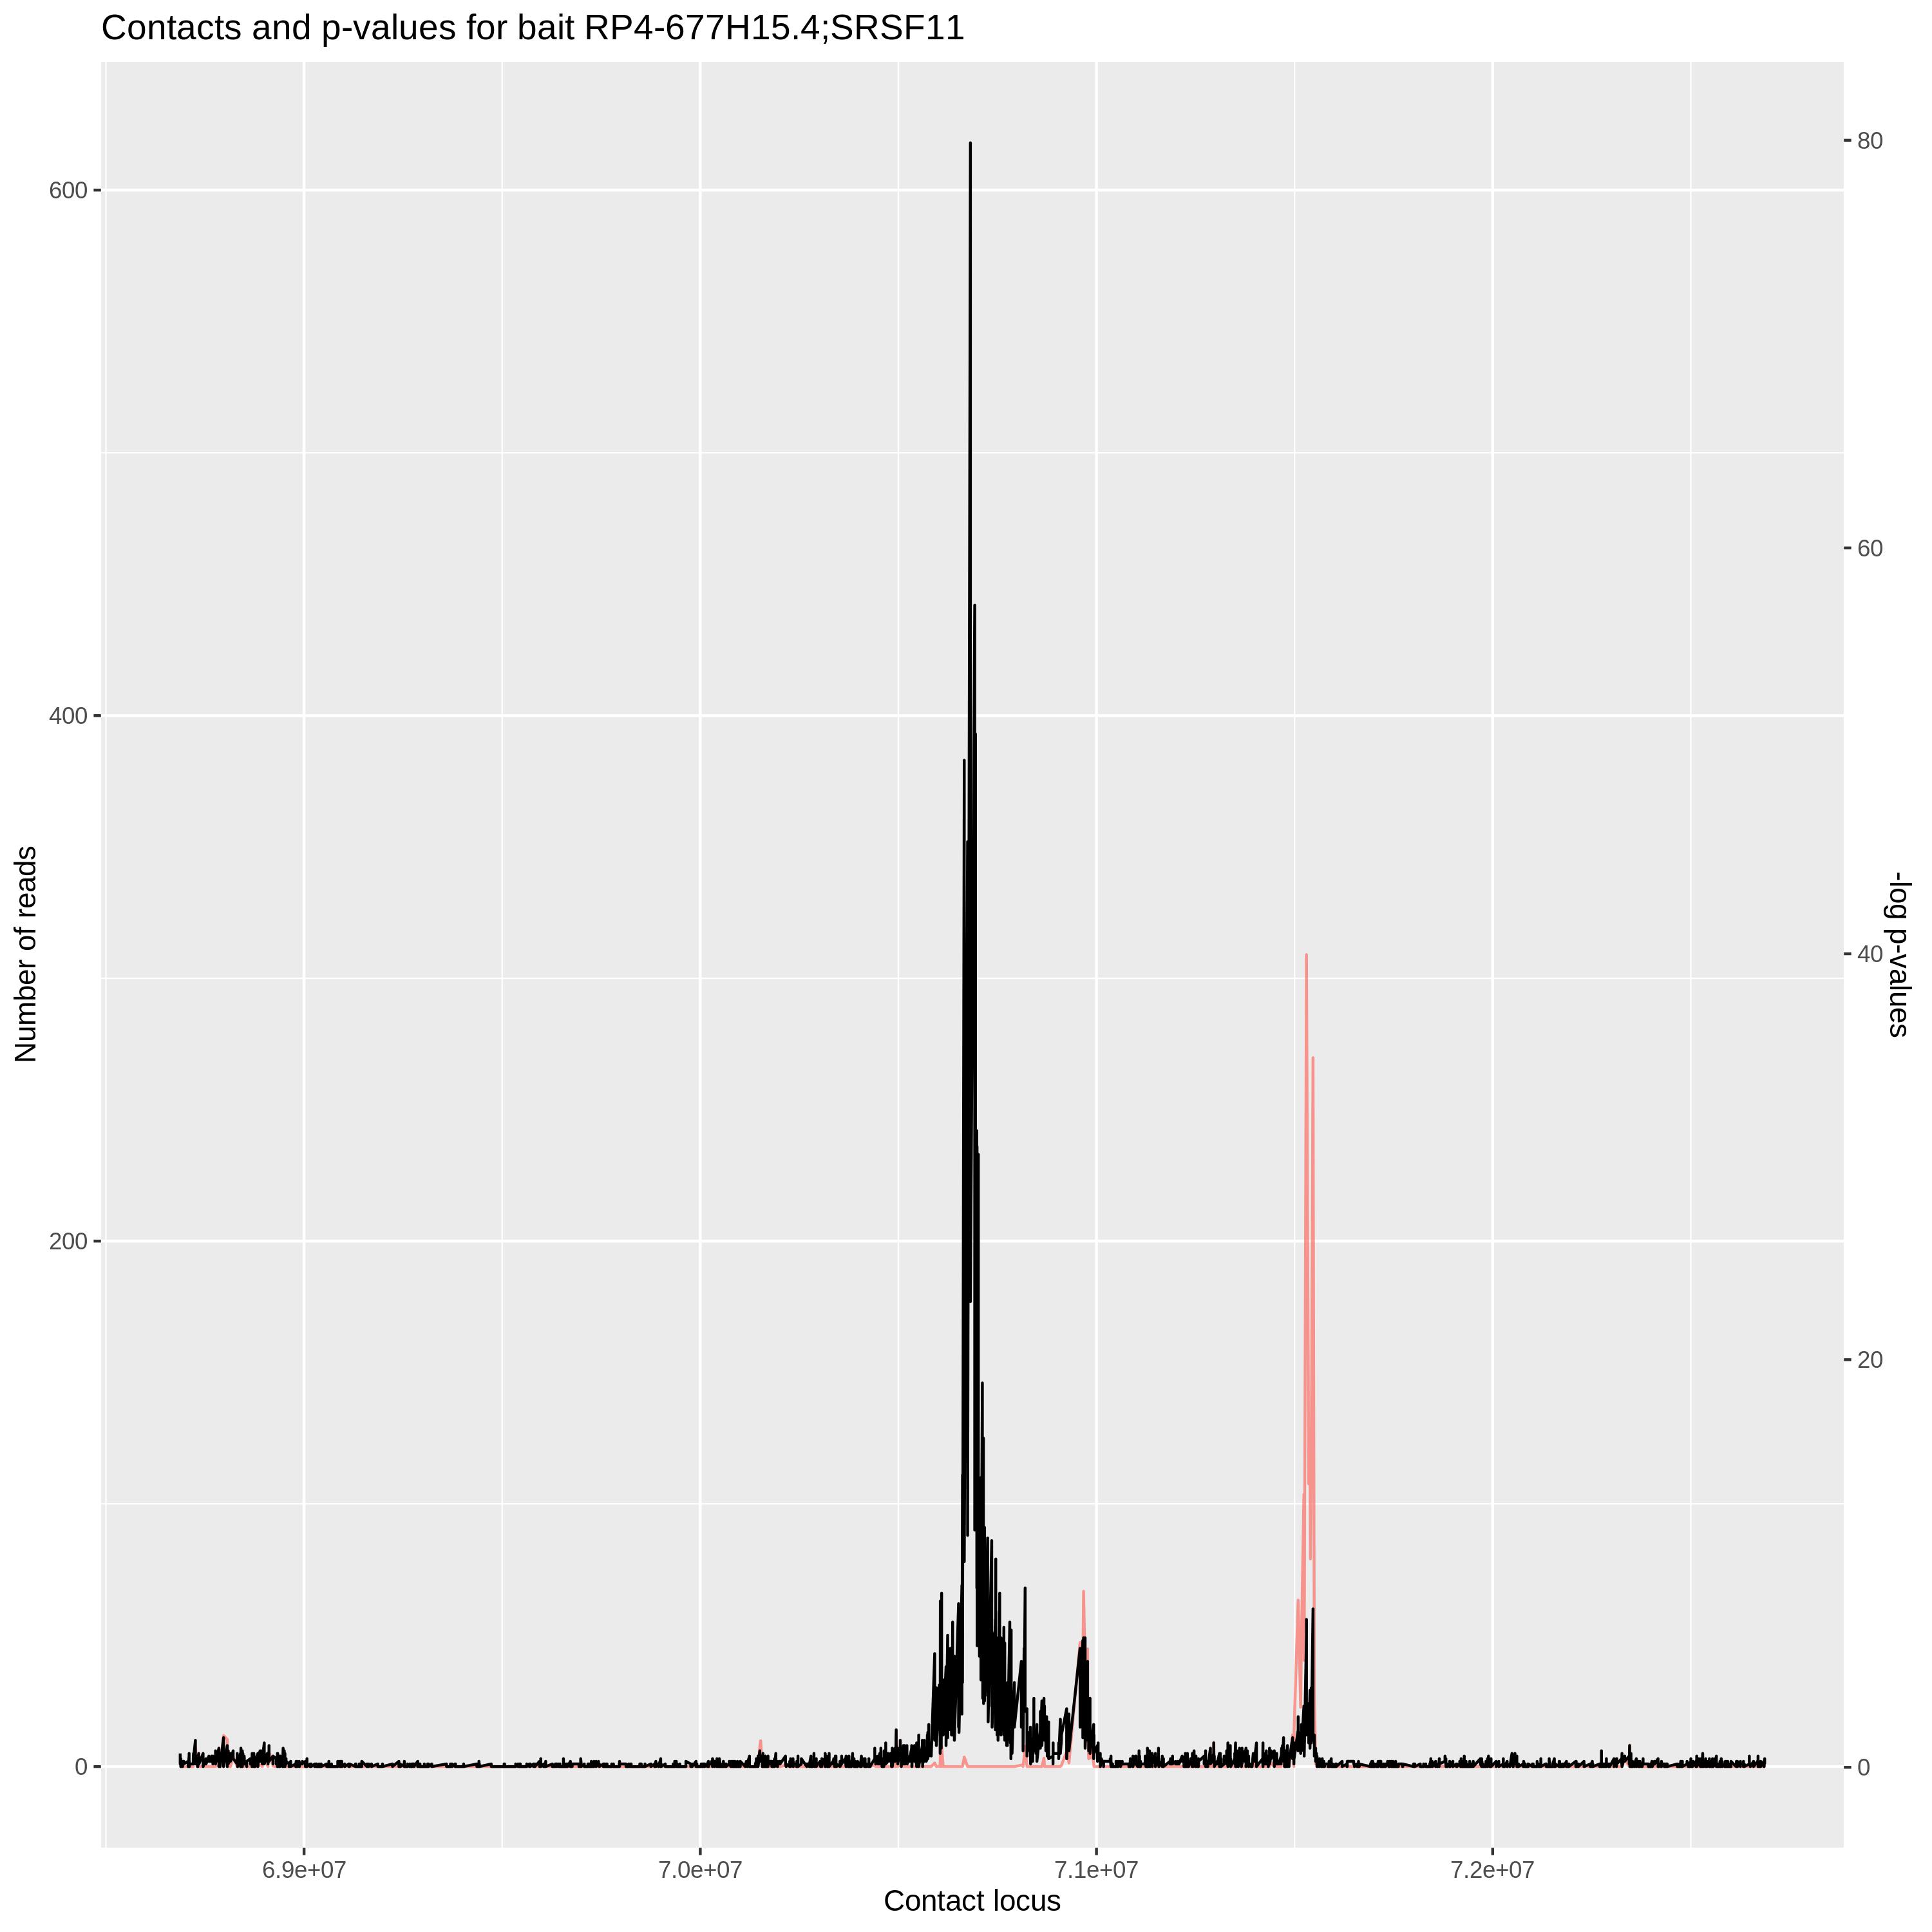 Contacts and p-values for bait RP4-677H15.4;SRSF11
80
600
60
400
Number of reads
40
-log p-values
200
20
0
0
6.9e+07
7.0e+07
7.1e+07
7.2e+07
Contact locus